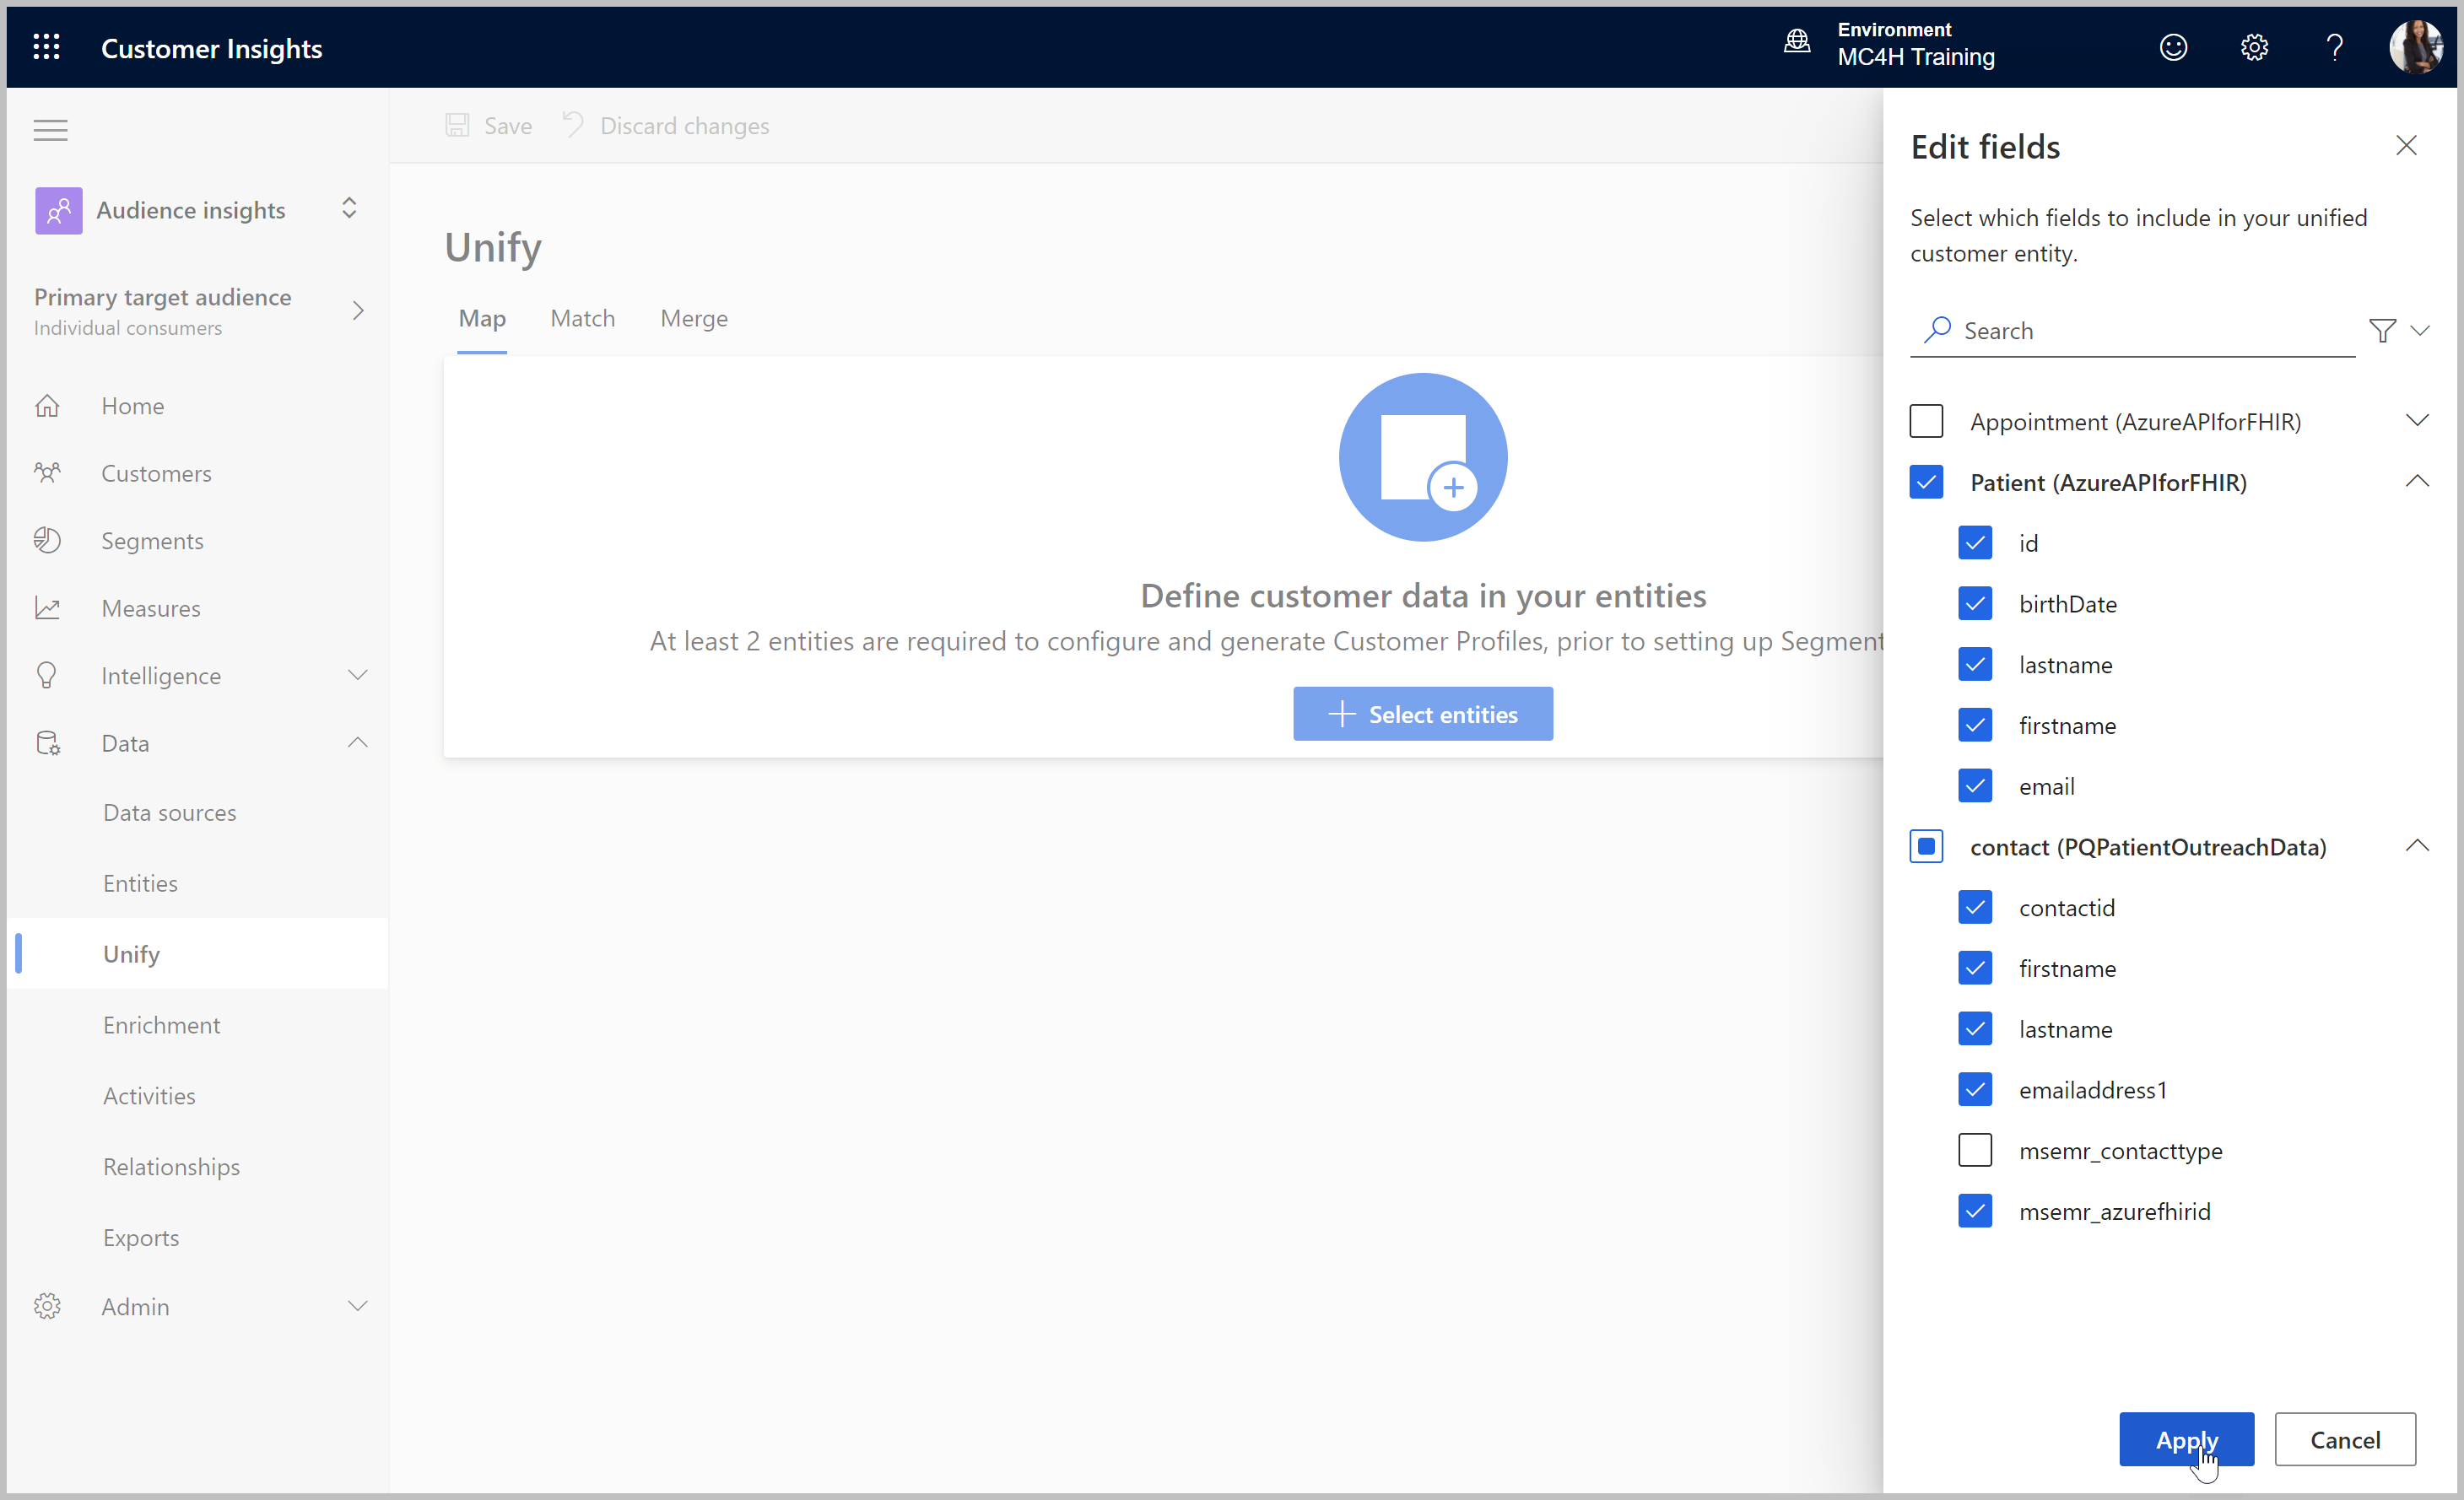 Customer Insights
Environment
MC4H Training
Save
Discard changes
Audience insights
Primary target audience
Individual consumers
Home
Customers
Segments
Measures
Intelligence
Data
Data sources
Entities
Unify
Enrichment
Activities
Relationships
Exports
Admin
Unify
Map Match Merge
Define customer data in your entities
At least 2 entities are required to configure and generate Customer Profiles, prior to setting up Segment
Select entities
Edit fields
Select which fields to include in your unified
customer entity.
Search
Appointment (AzureAPIforFHIR)
Patient (AzureAPIforFHIR)
id
birthDate
lastname
firstname
email
contact (PQPatientOutreachData)
contactid
firstname
lastname
emailaddress1
msemr_contacttype
msemr_azurefhirid
Apply
Cancel